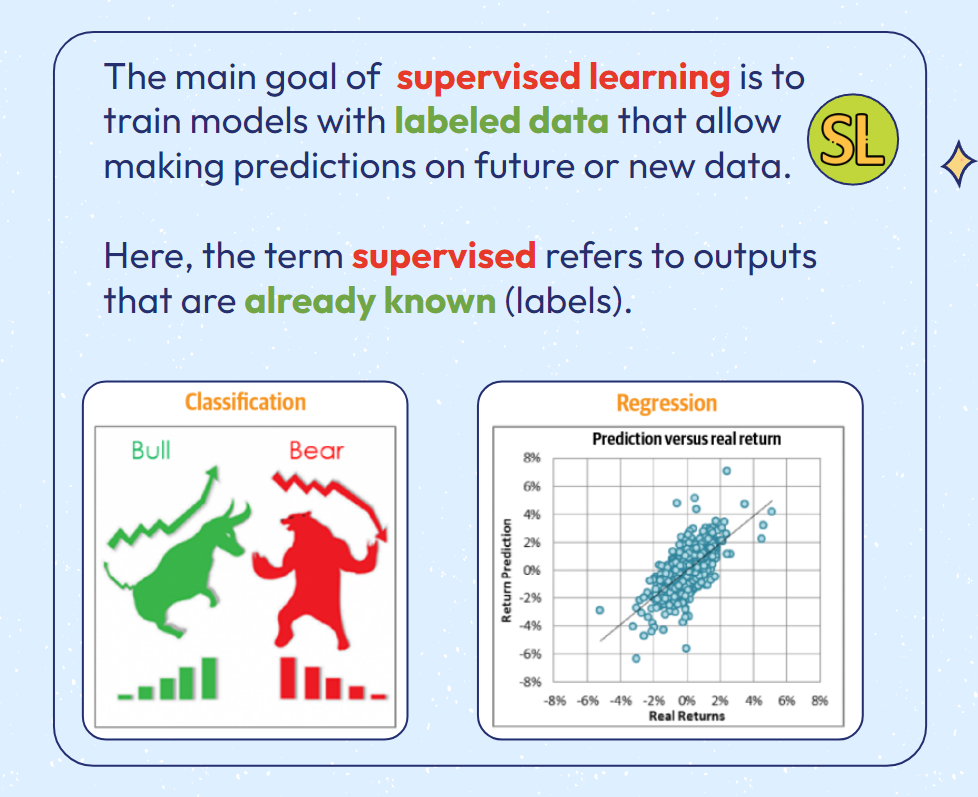 The main goal of supervised learning is to
train models with labeled data that allow
making predictions on future or new data.
SL
Here, the term supervised refers to outputs
that are already known (labels).
Classification
Bull Bear
Regression
Prediction versus real return
Return Prediction
8%
6%
4%
2%
0%
-2%
-4%
-6%
-8%
-8% -6% -4% -2% 0% 2% 4% 6% 8%
Real Returns